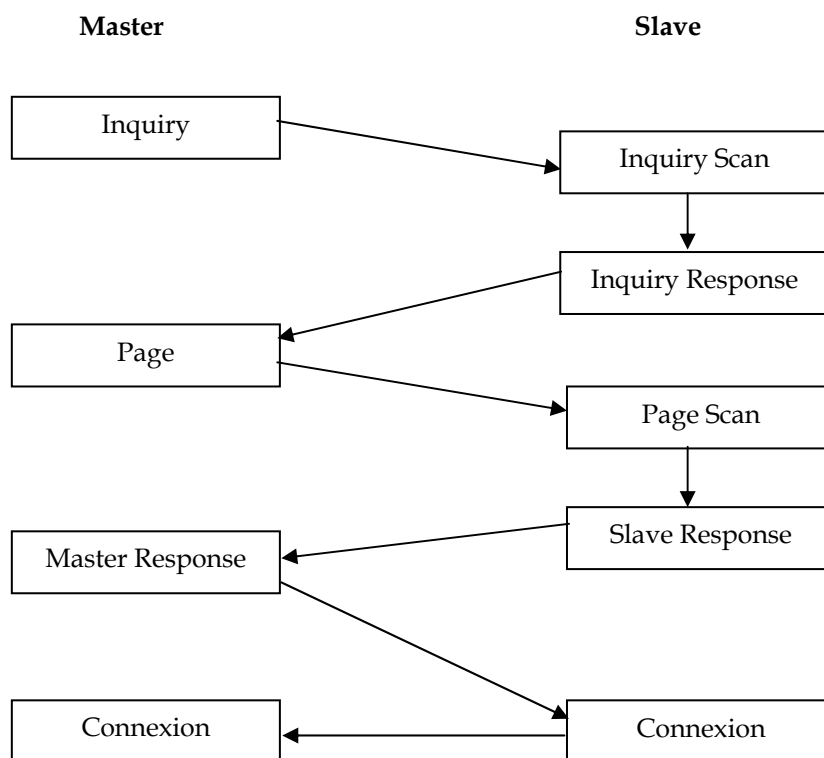 Master
Slave
Inquiry
Inquiry Scan
Inquiry Response
Page
Page Scan
Slave Response
Master Response
Connexion
Connexion